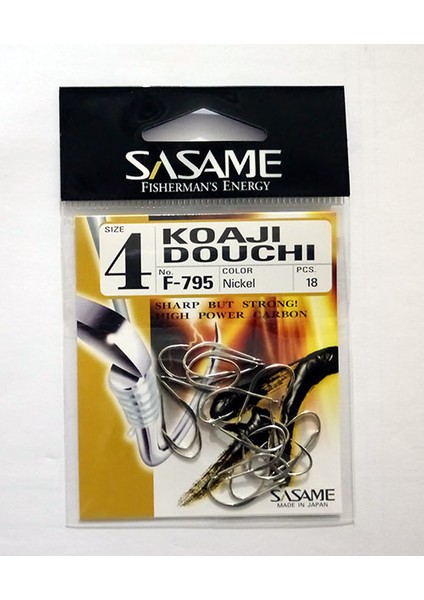 SASAME
FISHERMAN'S ENERGY
SIZE
4
KOAJI
DOUCHI
No.
F-795
COLOR
Nickel
PCS.
18
SHARP BUT STRONG!
HIGH POWER CARBON
SASAME
MADE IN JAPAN